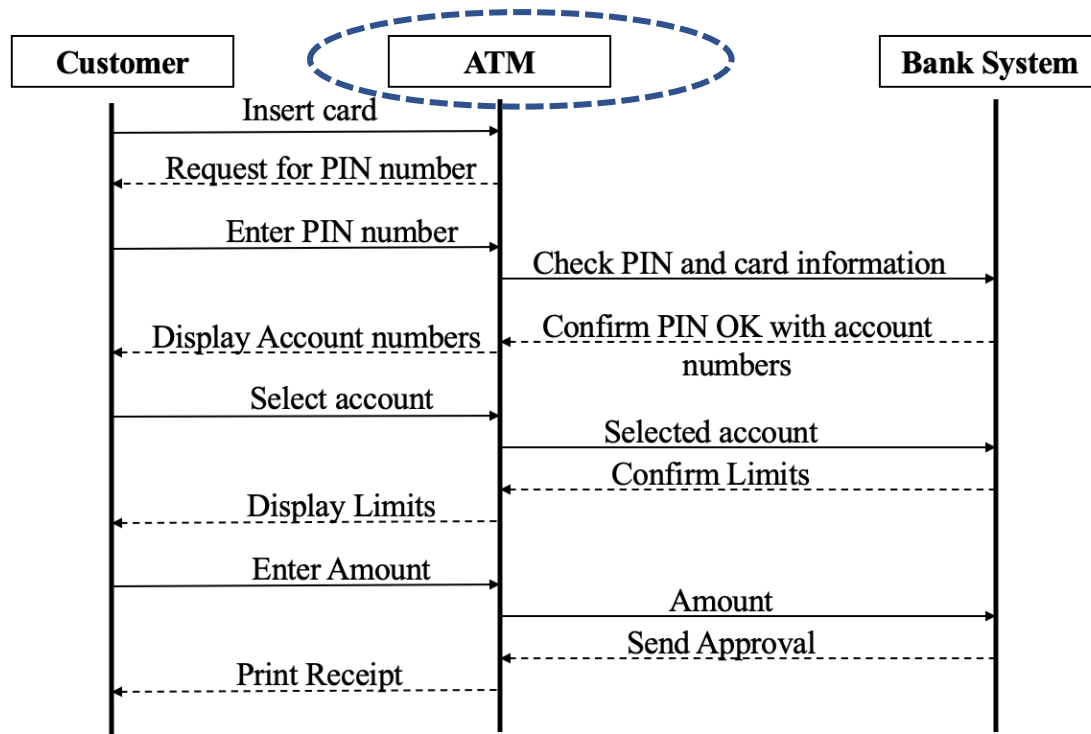 Customer
ATM
Bank System
Insert card
Request for PIN number
Enter PIN number
Check PIN and card information
Confirm PIN OK with account
numbers
Display Account numbers
Select account
Selected account
Confirm Limits
Display Limits
Enter Amount
Amount
Send Approval
Print Receipt